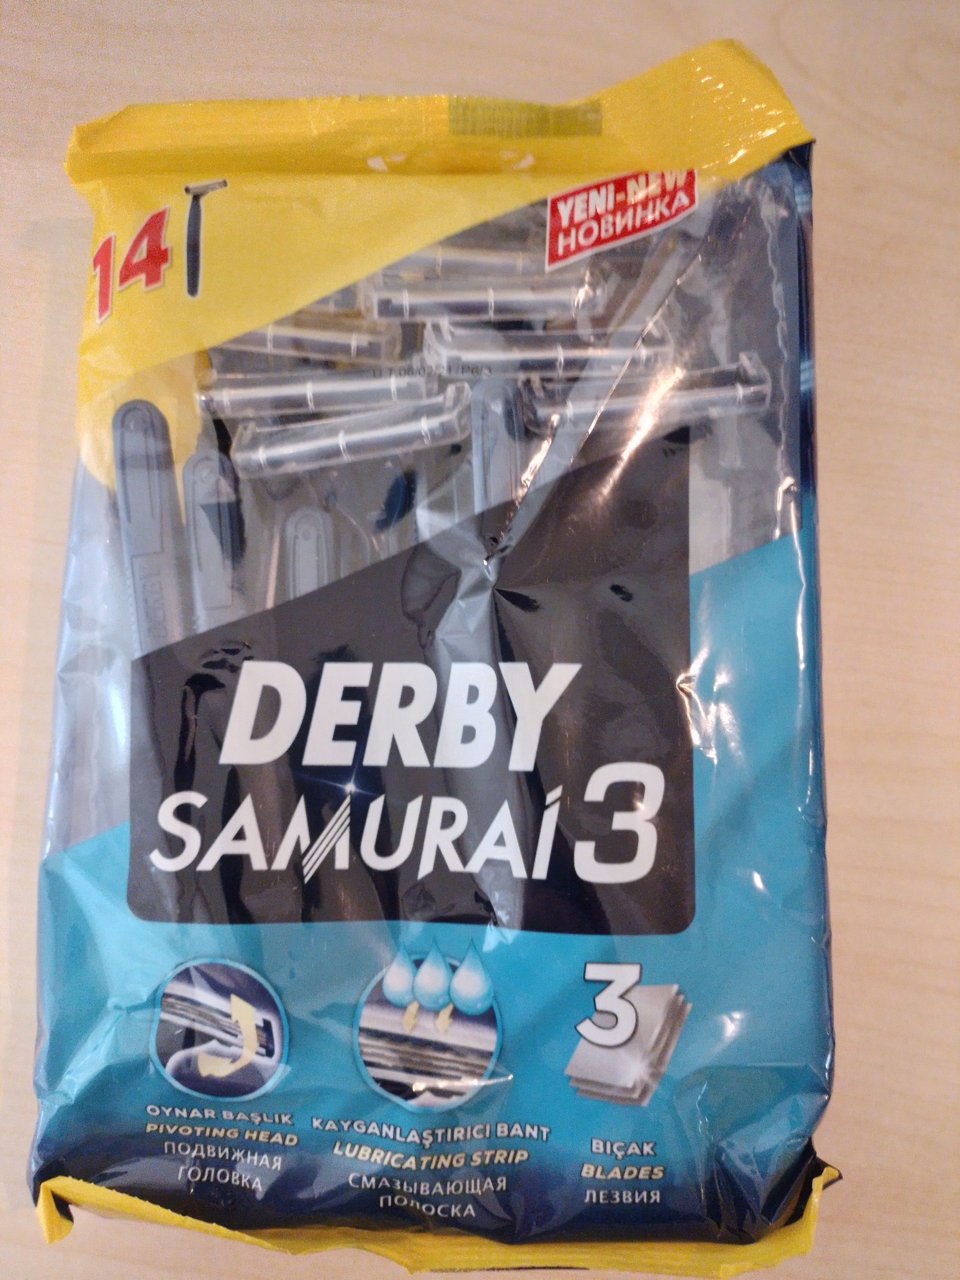 14
YENI-NEW
НОВИНКА
DERBY
SAMURAI 3
3
OYNAR BAŞLIK
PIVOTING HEAD
ПОДВИЖНАЯ
ГОЛОВКА
KAYGANLAŞTIRICI BANT
LUBRICATING STRIP
СМАЗЫВАЮЩАЯ
ПОЛОСКА
BIÇAK
BLADES
ЛЕЗВИЯ